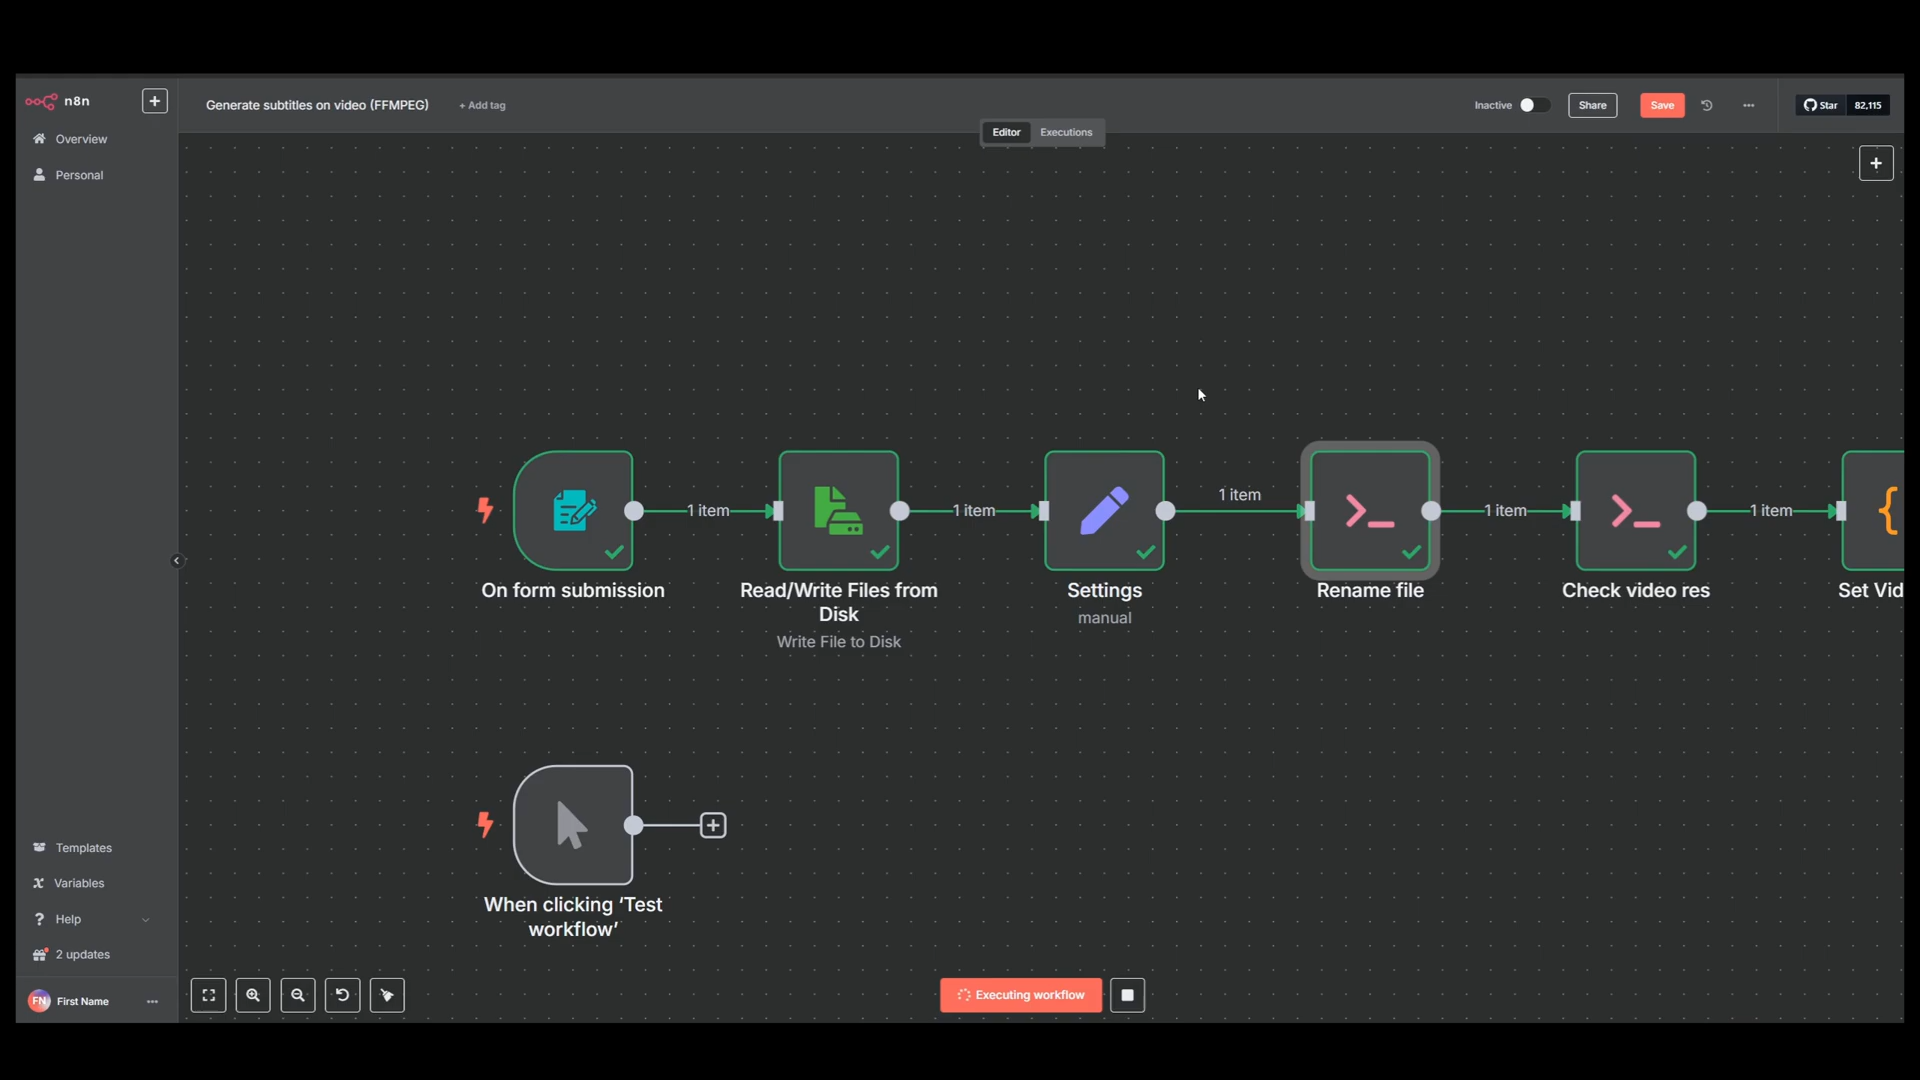 n8n
Generate subtitles on video (FFMPEG)
+ Add tag
Inactive
Share
Save
Star
82,115
Overview
Editor
Executions
Personal
1 item
1 item
1 item
1 item
1 item
On form submission
Read/Write Files from
Disk
Write File to Disk
Settings
manual
Rename file
Check video res
Set Vid
When clicking ‘Test
workflow’
Templates
Variables
Help
2 updates
FN
First Name
Executing workflow